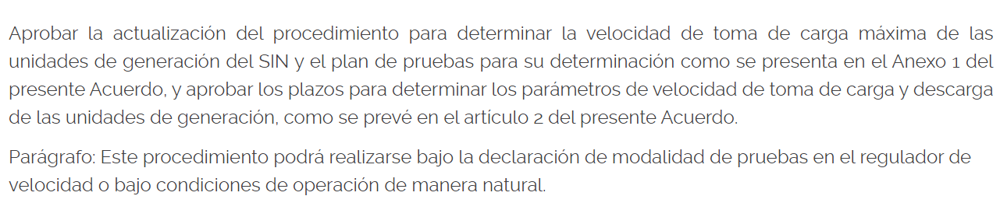 Aprobar la actualización del procedimiento para determinar la velocidad de toma de carga máxima de las
unidades de generación del SIN y el plan de pruebas para su determinación como se presenta en el Anexo 1 del
presente Acuerdo, y aprobar los plazos para determinar los parámetros de velocidad de toma de carga y descarga
de las unidades de generación, como se prevé en el artículo 2 del presente Acuerdo.
Parágrafo: Este procedimiento podrá realizarse bajo la declaración de modalidad de pruebas en el regulador de
velocidad o bajo condiciones de operación de manera natural.